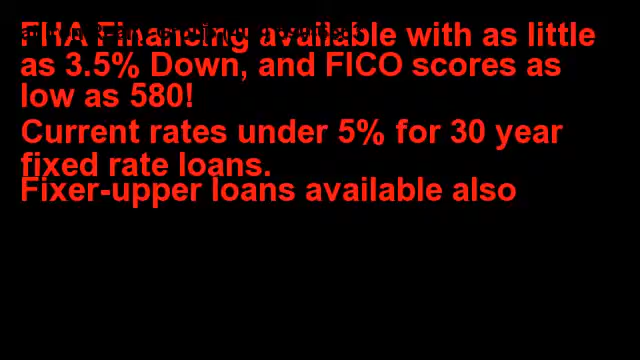 FHA Financing available with as little
as 3.5% Down, and FICO scores as
low as 580!
Current rates under 5% for 30 year
fixed rate loans.
Fixer-upper loans available also